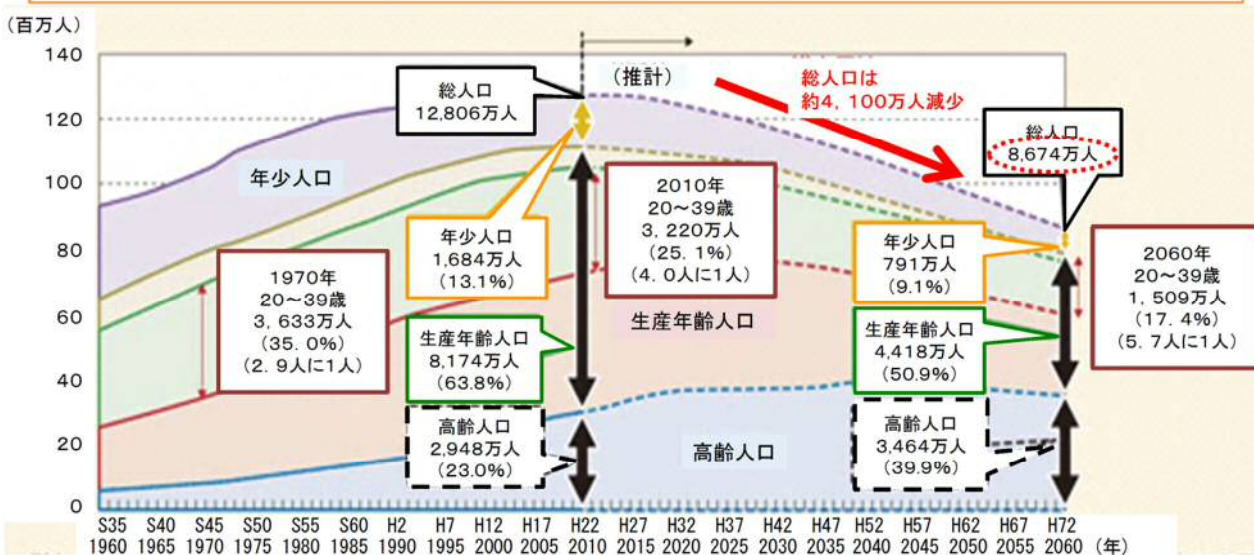 （百万人）
140
120
100
80
60
40
20
0
（推計）
総人口
12,806万人
総人口は
約4，100万人減少
総人口
8,674万人
年少人口
年少人口
1,684万人
(13.1%)
2010年
20～39歳
3，220万人
(25．1%)
(4．0人に1人)
年少人口
791万人
(9.1%)
2060年
20～39歳
1，509万人
(17．4%)
(5．7人に1人)
1970年
20～39歳
3，633万人
(35．0%)
(2．9人に1人)
生産年齢人口
生産年齢人口
8,174万人
(63.8%)
生産年齢人口
4,418万人
(50.9%)
高齢人口
2,948万人
(23.0%)
高齢人口
高齢人口
3,464万人
(39.9%)
S35 S40 S45 S50 S55 S60 H2 H7 H12 H17 H22 H27 H32 H37 H42 H47 H52 H57 H62 H67 H72 （年）
1960 1965 1970 1975 1980 1985 1990 1995 2000 2005 2010 2015 2020 2025 2030 2035 2040 2045 2050 2055 2060